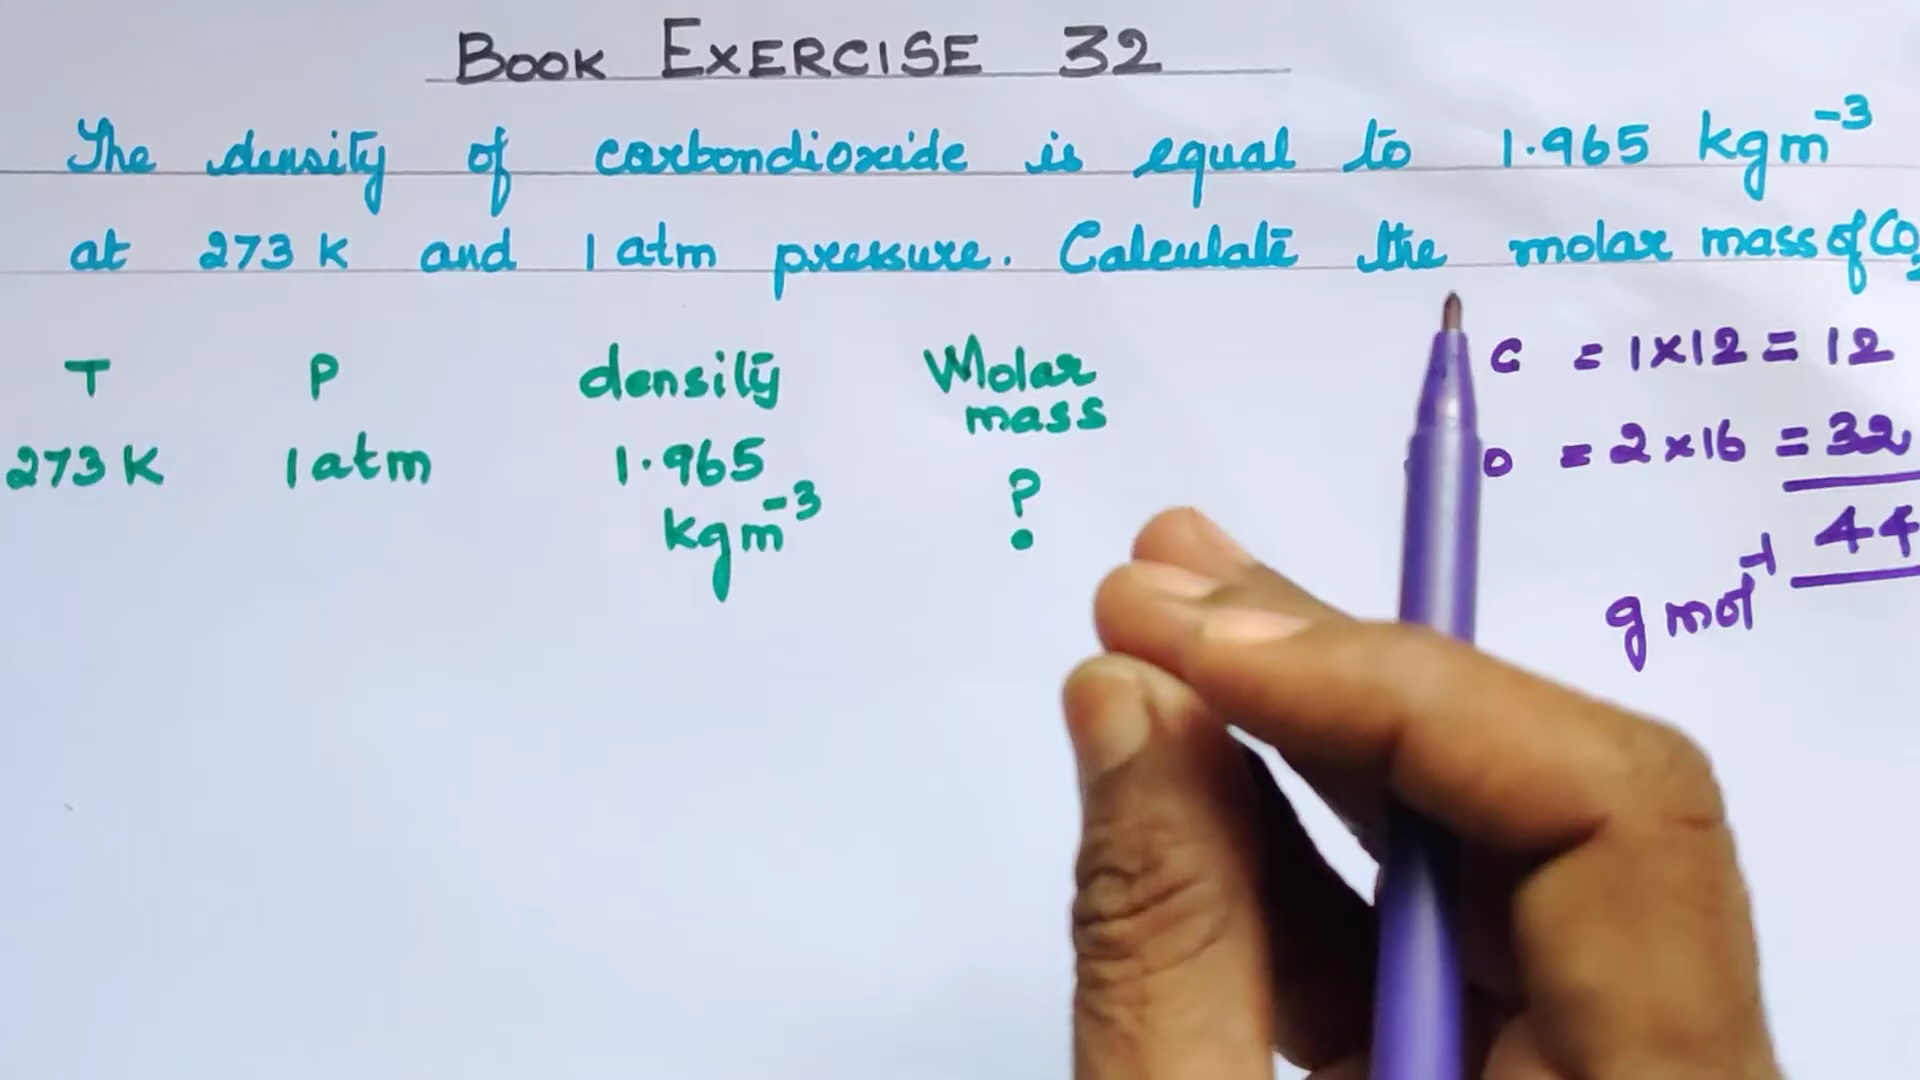 BOOK EXERCISE 32
The density of carbondioxide is equal to 1.965 kgm⁻³
at 273 K and 1 atm pressure. Calculate the molar mass of CO₂
T P density Molar mass
273 K 1 atm 1.965 kgm⁻³ ?
C = 1×12 = 12
O = 2×16 = 32
44
g mol⁻¹